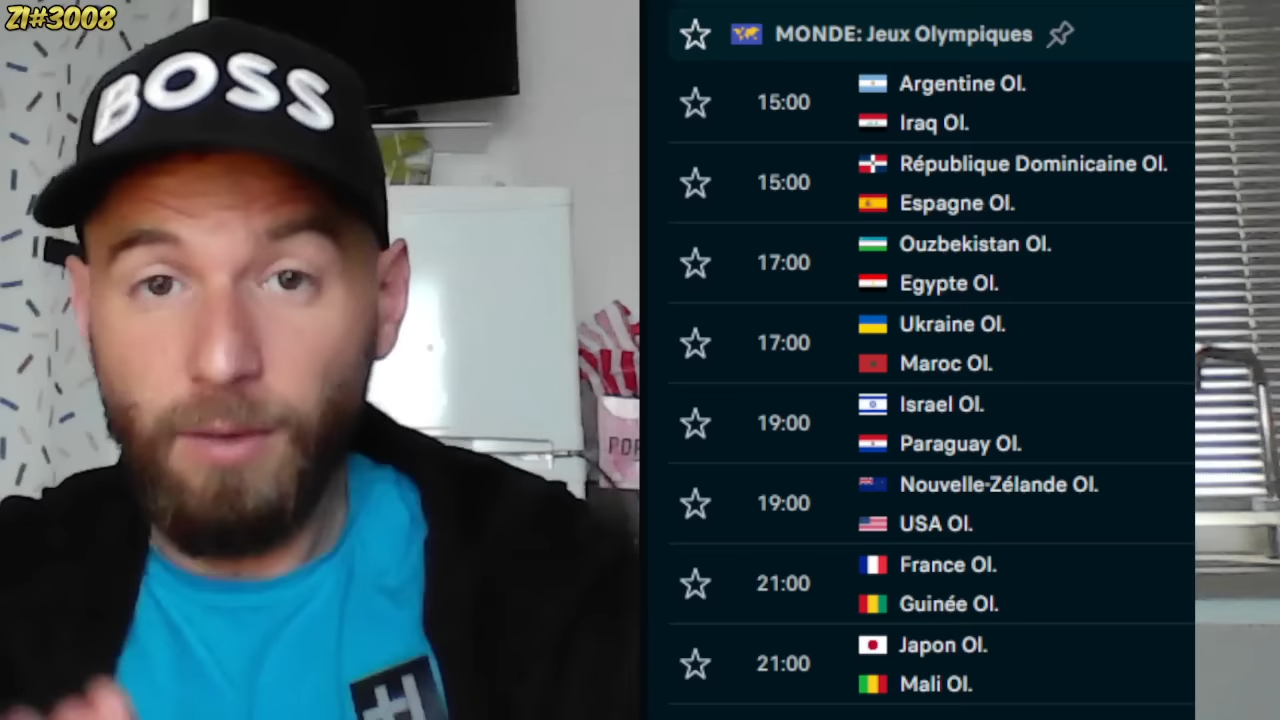 ZI#3008
BOSS
POP
H
MONDE: Jeux Olympiques
15:00
Argentine Ol.
Iraq Ol.
15:00
République Dominicaine Ol.
Espagne Ol.
17:00
Ouzbekistan Ol.
Egypte Ol.
17:00
Ukraine Ol.
Maroc Ol.
19:00
Israel Ol.
Paraguay Ol.
19:00
Nouvelle-Zélande Ol.
USA Ol.
21:00
France Ol.
Guinée Ol.
21:00
Japon Ol.
Mali Ol.